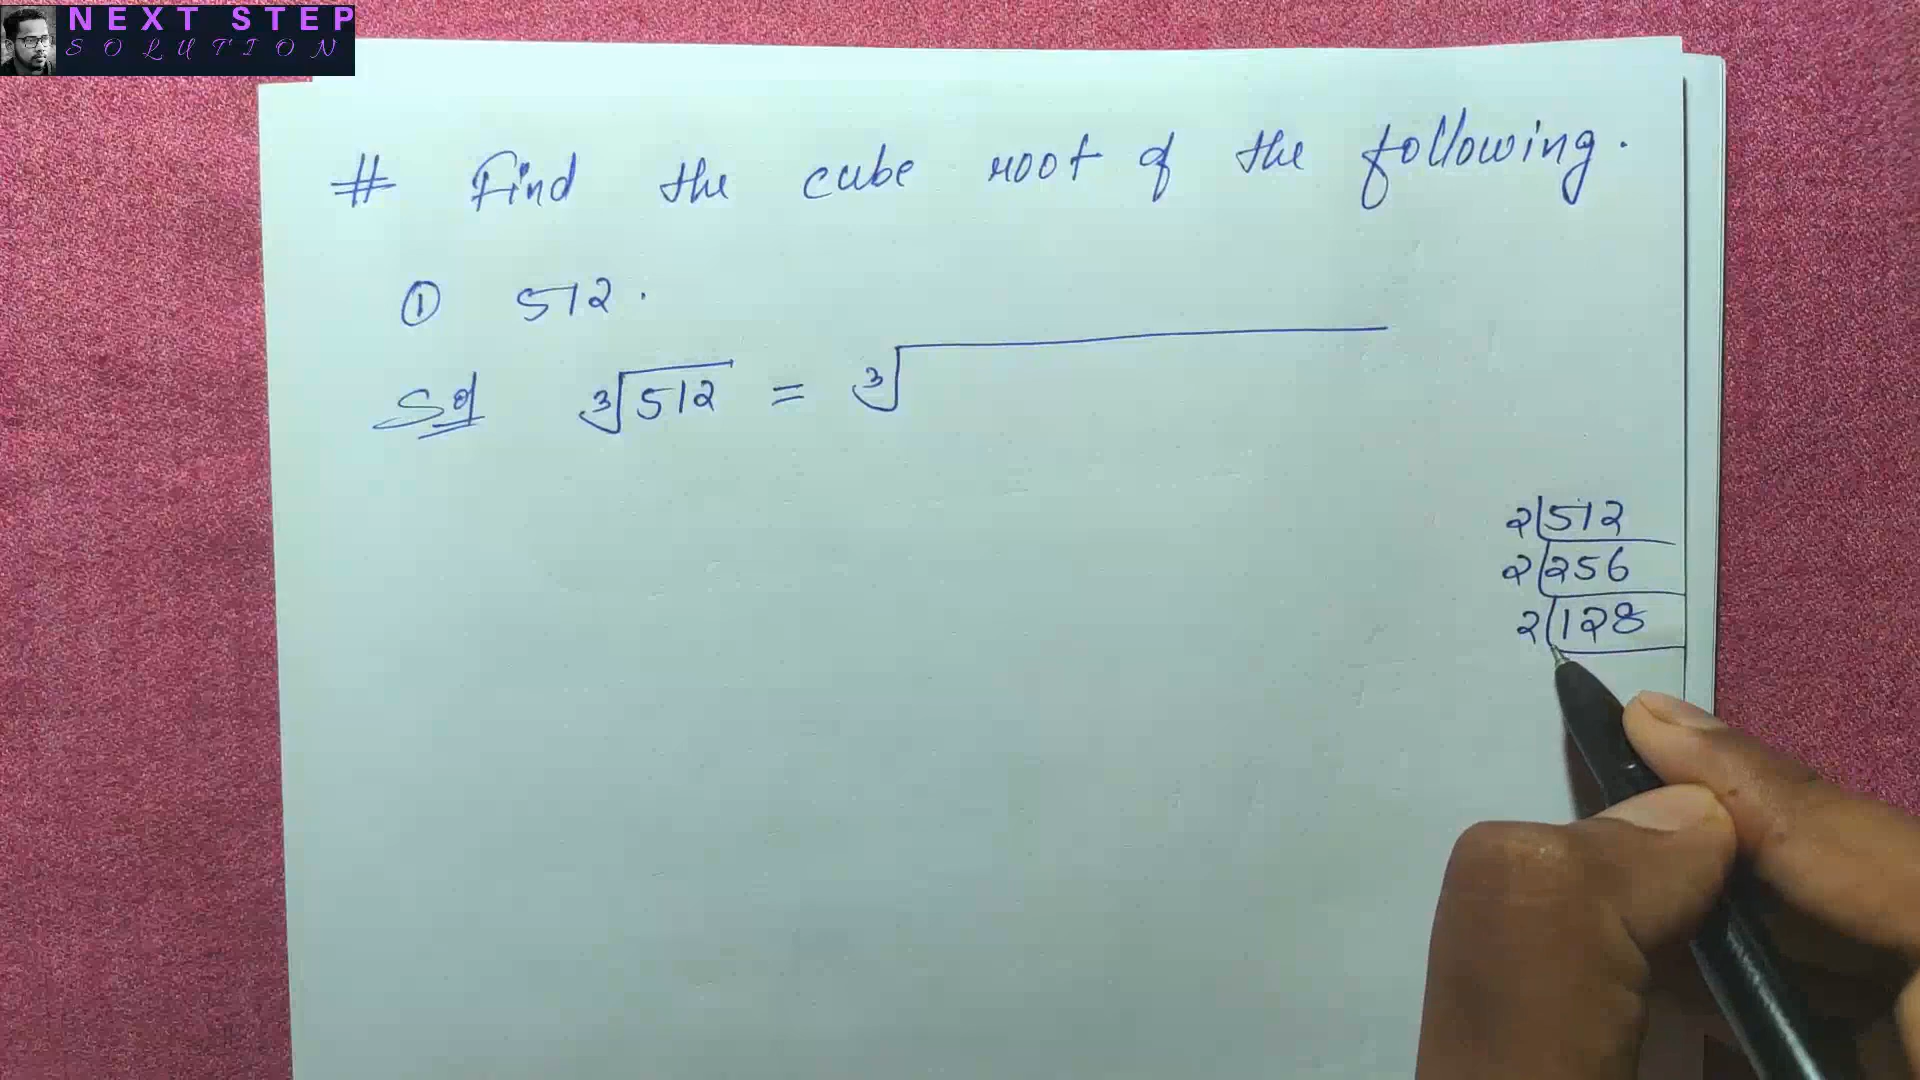 NEXT STEP
SOLUTION
# Find the cube root of the following.
① 512.
Sol ∛512 = ∛
2|512
2|256
2|128